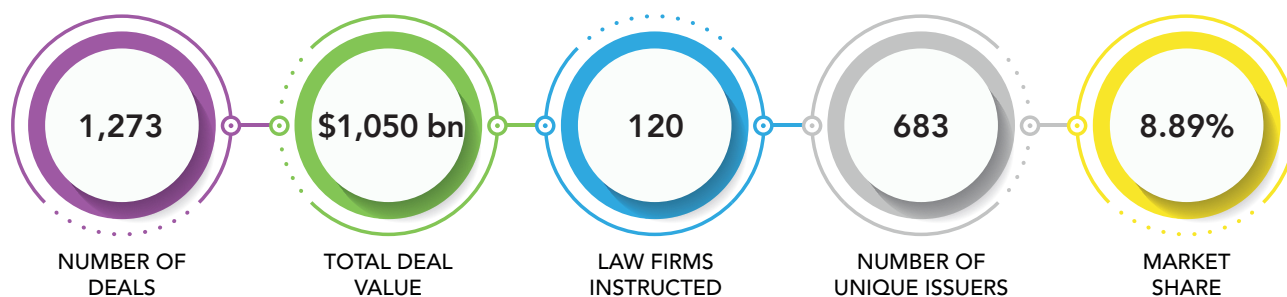 1,273
NUMBER OF
DEALS
$1,050 bn
TOTAL DEAL
VALUE
120
LAW FIRMS
INSTRUCTED
683
NUMBER OF
UNIQUE ISSUERS
8.89%
MARKET
SHARE